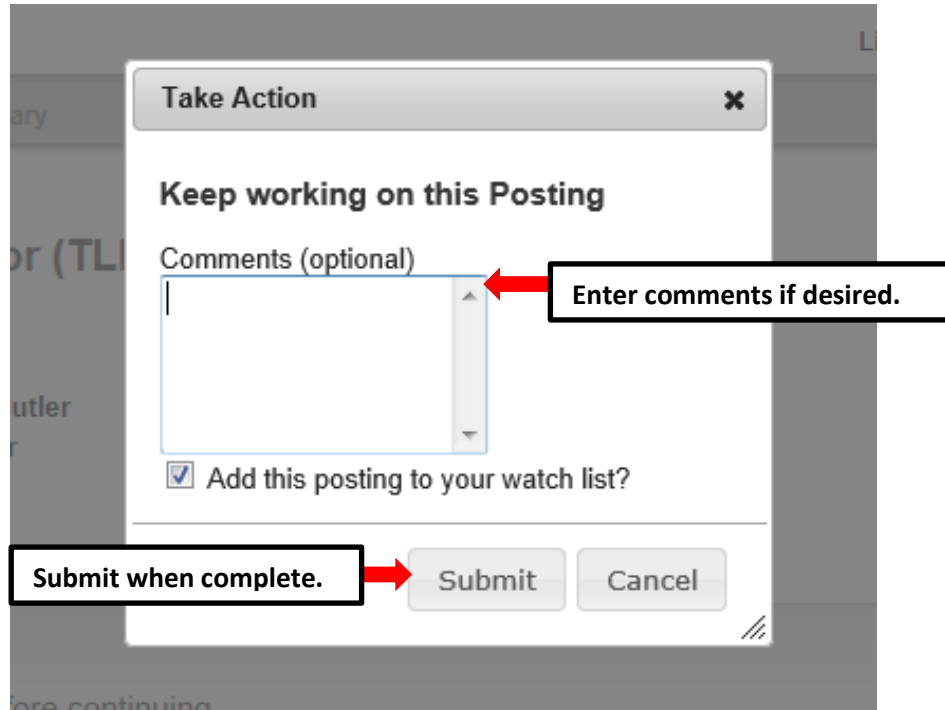 Take Action
Keep working on this Posting
Comments (optional)
Enter comments if desired.
Add this posting to your watch list?
Submit when complete.
Submit Cancel
continuing